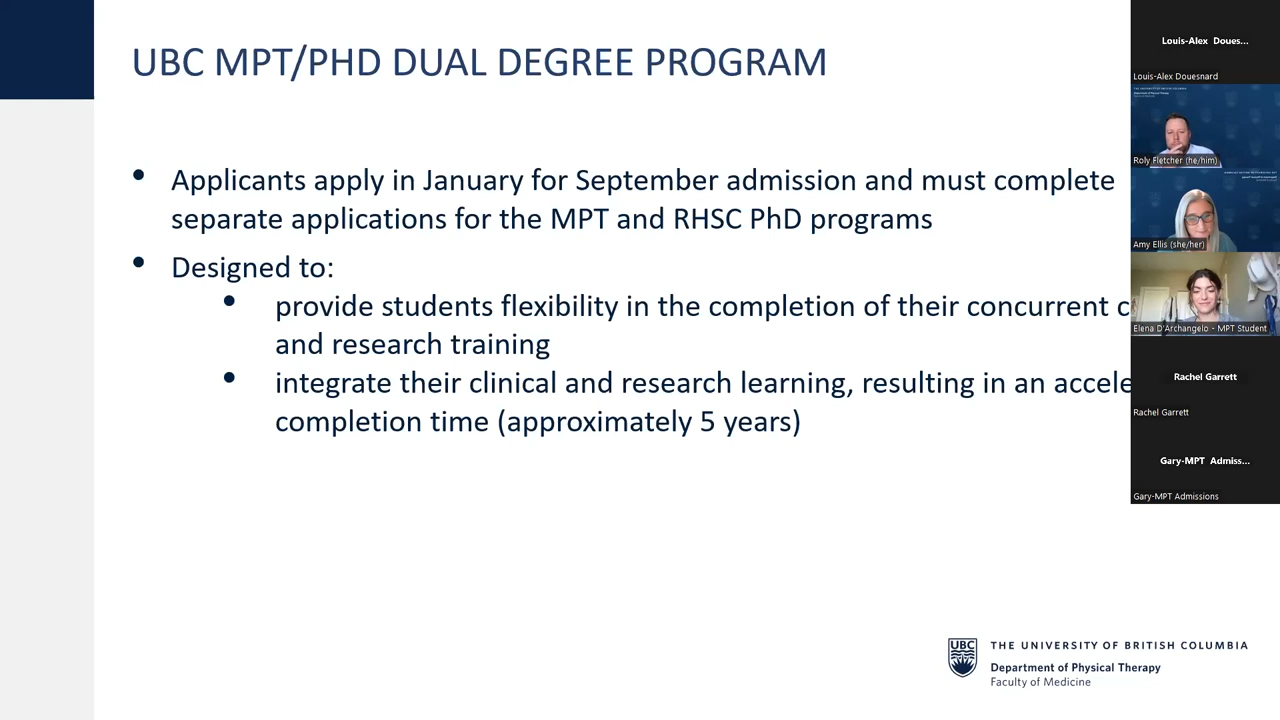 UBC MPT/PHD DUAL DEGREE PROGRAM
• Applicants apply in January for September admission and must complete
separate applications for the MPT and RHSC PhD programs
• Designed to:
• provide students flexibility in the completion of their concurrent c
and research training
• integrate their clinical and research learning, resulting in an accele
completion time (approximately 5 years)
Louis-Alex Doues...
Louis-Alex Douesnard
Roly Fletcher (he/him)
Amy Ellis (she/her)
Elena D'Archangelo - MPT Student
Rachel Garrett
Rachel Garrett
Gary-MPT Admiss...
Gary-MPT Admissions
UBC
THE UNIVERSITY OF BRITISH COLUMBIA
Department of Physical Therapy
Faculty of Medicine